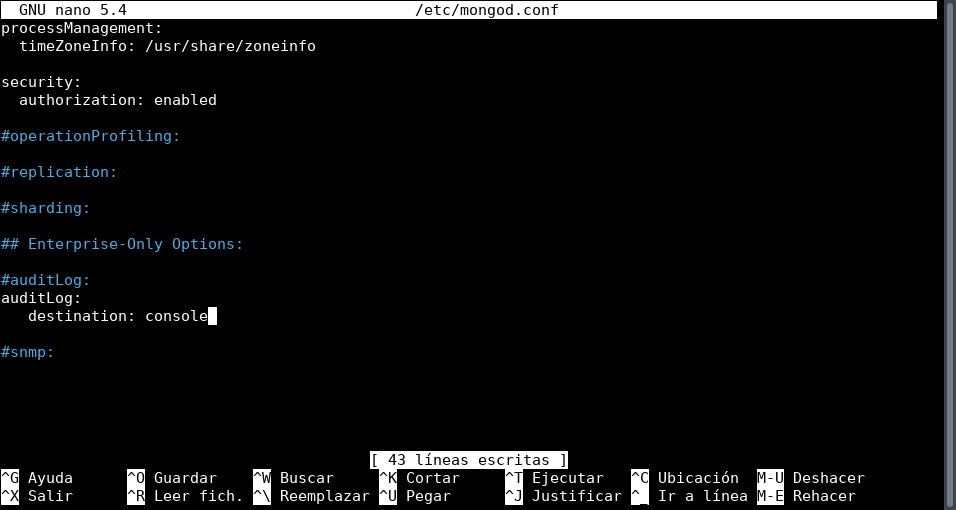 GNU nano 5.4 /etc/mongod.conf
processManagement:
  timeZoneInfo: /usr/share/zoneinfo

security:
  authorization: enabled

#operationProfiling:

#replication:

#sharding:

## Enterprise-Only Options:

#auditLog:
auditLog:
   destination: console

#snmp:

[ 43 líneas escritas ]
^G Ayuda ^O Guardar ^W Buscar ^K Cortar ^T Ejecutar ^C Ubicación M-U Deshacer
^X Salir ^R Leer fich. ^\ Reemplazar ^U Pegar ^J Justificar ^_ Ir a línea M-E Rehacer